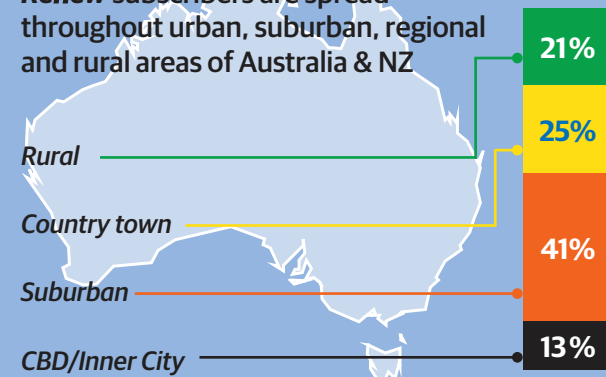 Renew subscribers are spread
throughout urban, suburban, regional
and rural areas of Australia & NZ
21%
Rural
25%
Country town
41%
Suburban
13%
CBD/Inner City